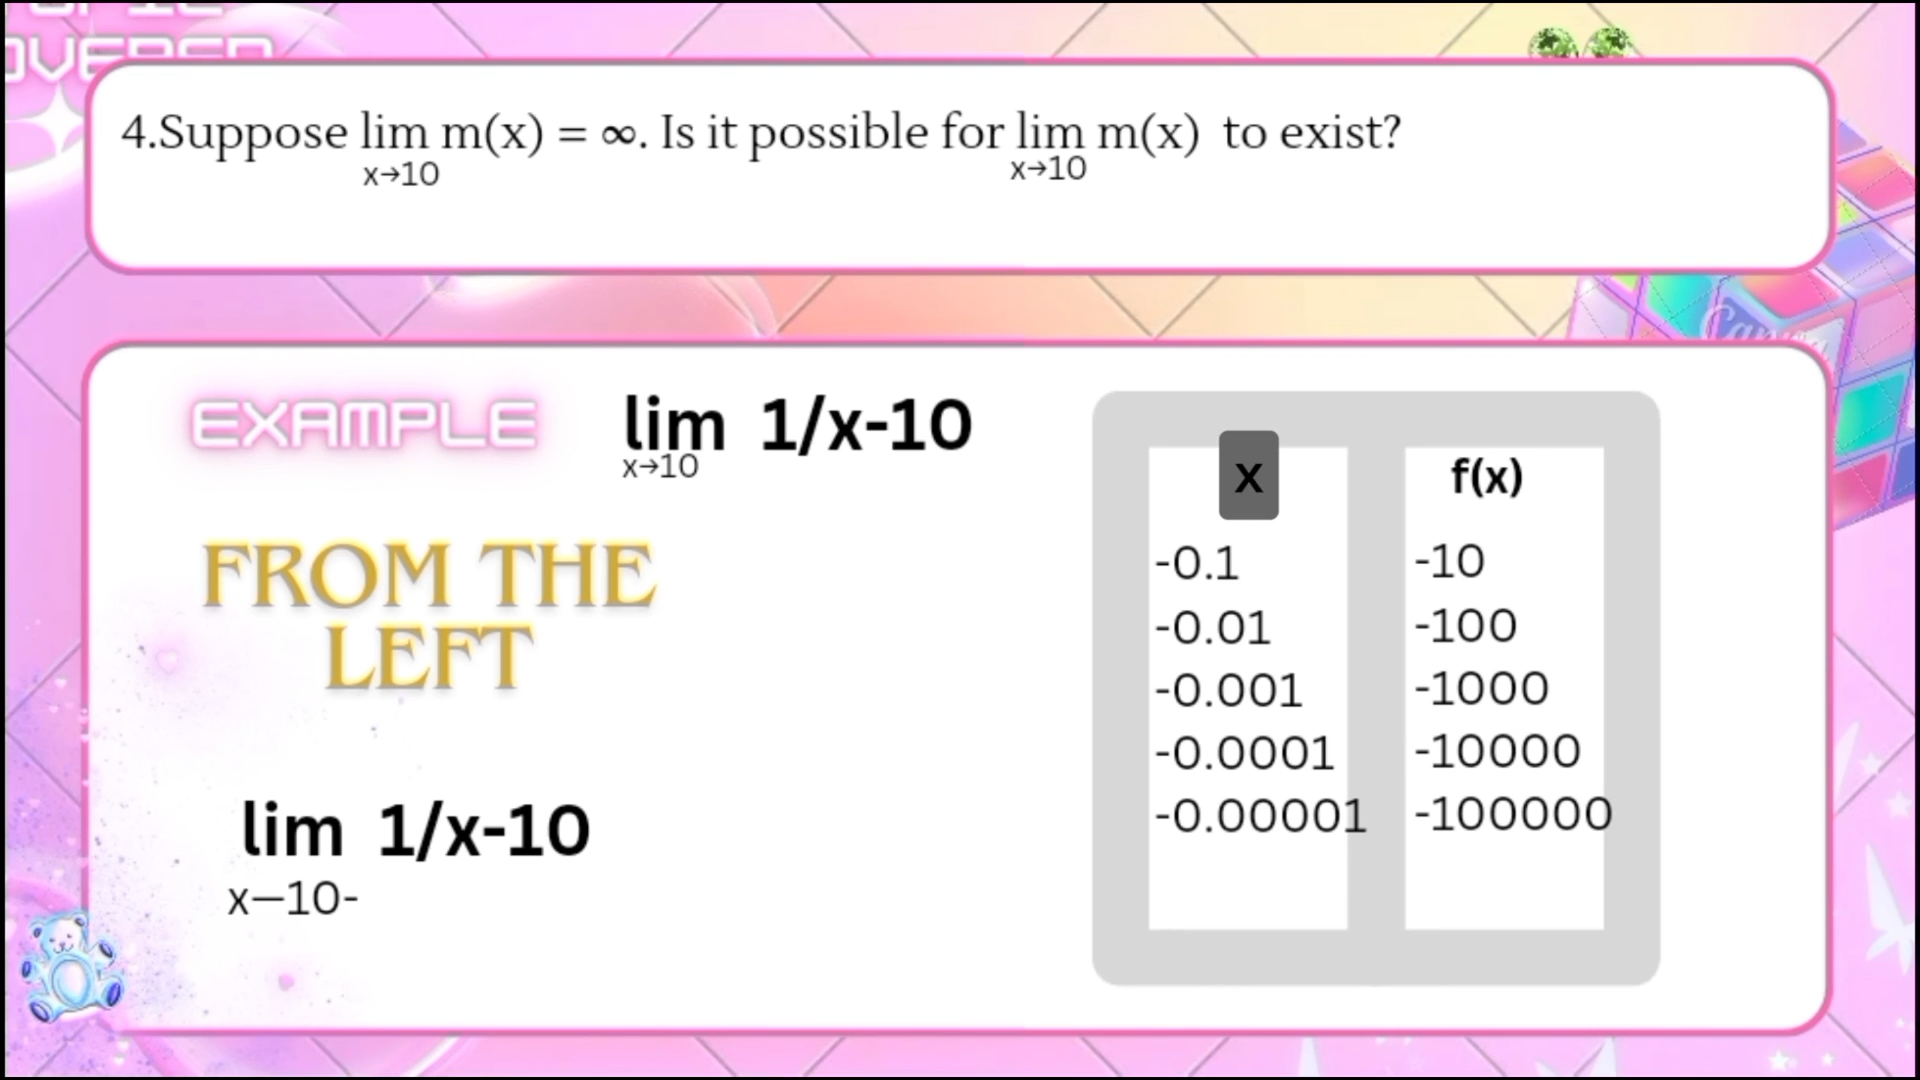 OVERED
4.Suppose lim m(x) = ∞. Is it possible for lim m(x) to exist?
x→10 x→10
EXAMPLE
lim 1/x-10
x→10
FROM THE
LEFT
lim 1/x-10
x—10-
x f(x)
-0.1 -10
-0.01 -100
-0.001 -1000
-0.0001 -10000
-0.00001 -100000
Canva